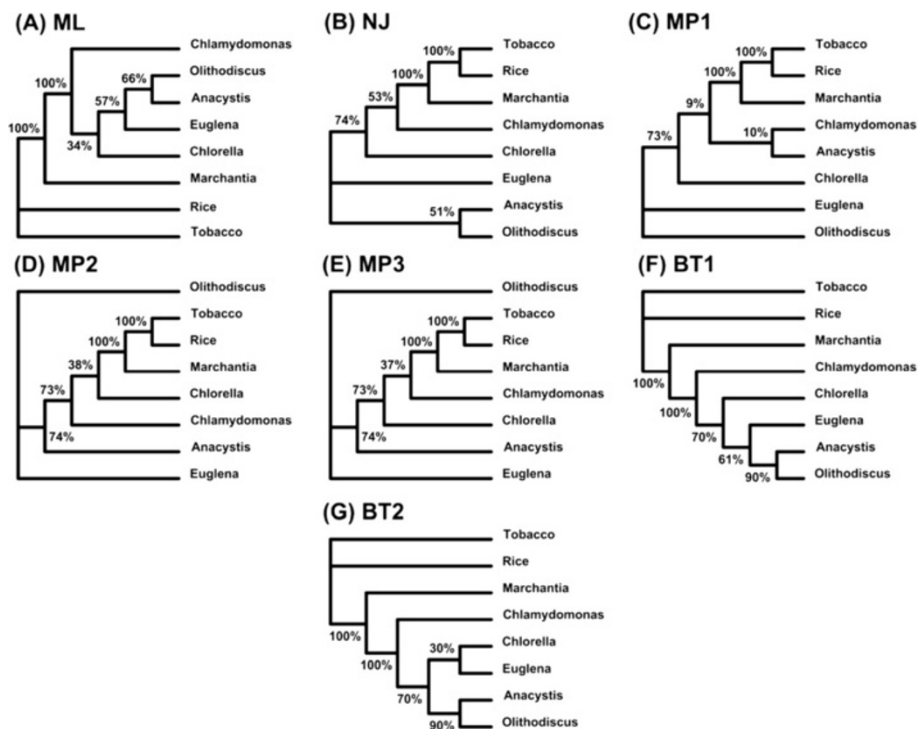 (A) ML
Chlamydomonas
Olithodiscus
Anacystis
Euglena
Chlorella
Marchantia
Rice
Tobacco
100%
100%
66%
57%
34%
(B) NJ
Tobacco
Rice
Marchantia
Chlamydomonas
Chlorella
Euglena
Anacystis
Olithodiscus
100%
100%
53%
74%
51%
(C) MP1
Tobacco
Rice
Marchantia
Chlamydomonas
Anacystis
Chlorella
Euglena
Olithodiscus
100%
100%
9%
10%
73%
(D) MP2
Olithodiscus
Tobacco
Rice
Marchantia
Chlorella
Chlamydomonas
Anacystis
Euglena
100%
100%
38%
73%
74%
(E) MP3
Olithodiscus
Tobacco
Rice
Marchantia
Chlamydomonas
Chlorella
Anacystis
Euglena
100%
100%
37%
73%
74%
(F) BT1
Tobacco
Rice
Marchantia
Chlamydomonas
Chlorella
Euglena
Anacystis
Olithodiscus
100%
100%
70%
61%
90%
(G) BT2
Tobacco
Rice
Marchantia
Chlamydomonas
Chlorella
Euglena
Anacystis
Olithodiscus
100%
100%
30%
70%
90%